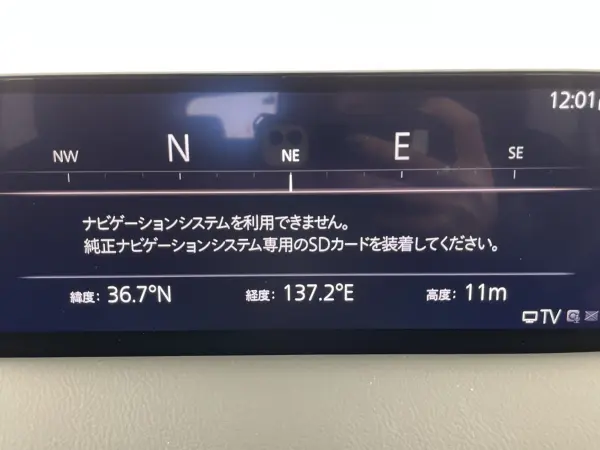 12:01
NW N NE E SE
ナビゲーションシステムを利用できません。
純正ナビゲーションシステム専用のSDカードを装着してください。
緯度: 36.7°N 経度: 137.2°E 高度: 11m
TV